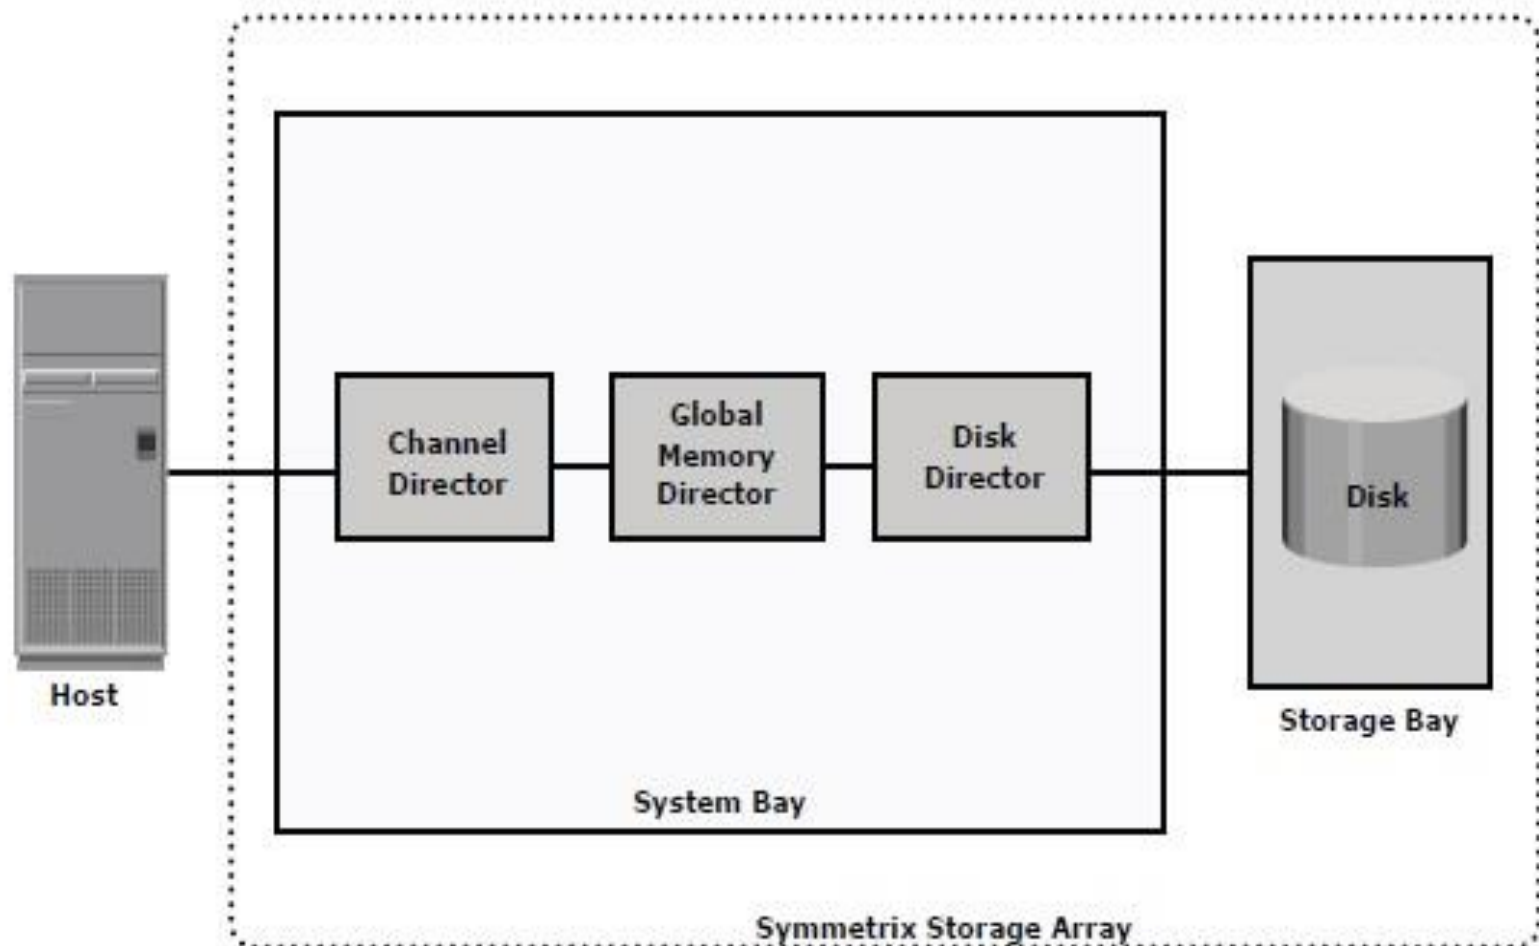 Channel
Director
Global
Memory
Director
Disk
Director
Disk
Host
Storage Bay
System Bay
Symmetrix Storage Array